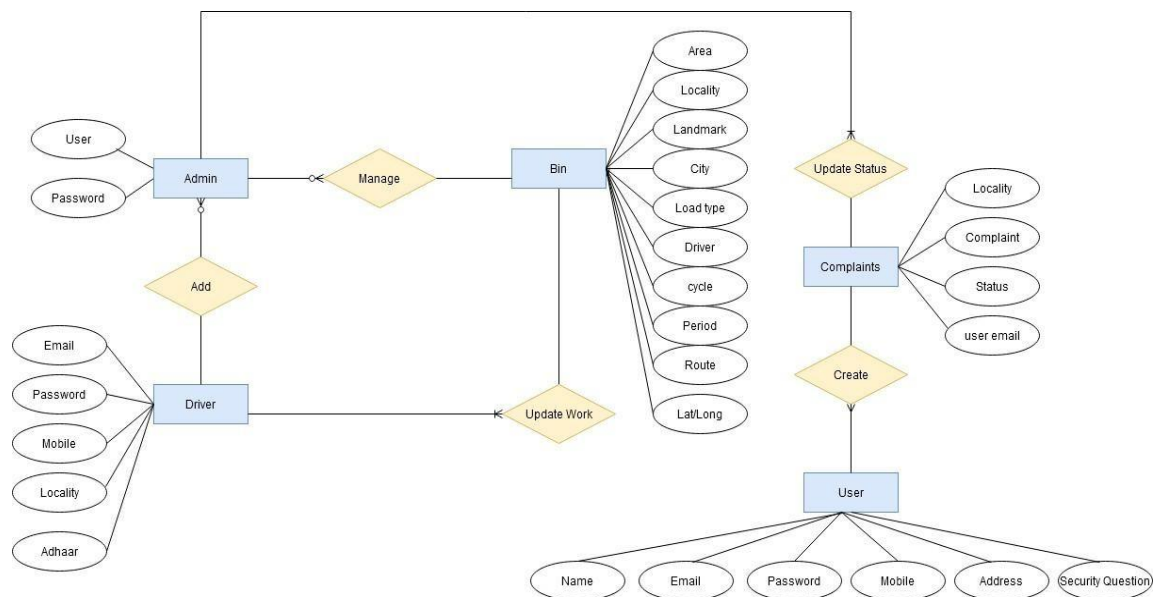 Area
Locality
Landmark
City
Load type
Driver
cycle
Period
Route
Lat/Long
User
Password
Admin
Manage
Bin
Update Status
Locality
Complaint
Status
user email
Complaints
Add
Email
Password
Mobile
Locality
Adhaar
Driver
Update Work
Create
User
Name
Email
Password
Mobile
Address
Security Question